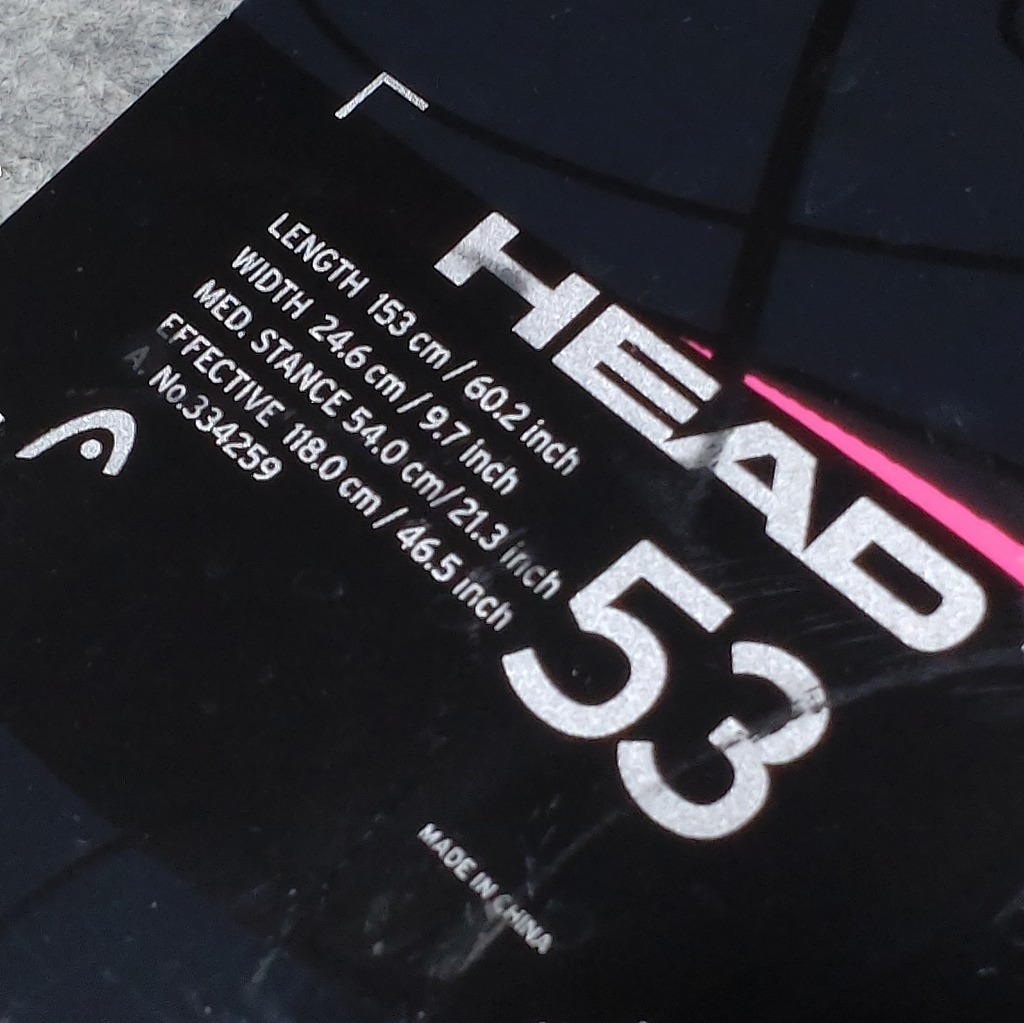 HEAD
LENGTH 153 cm / 60.2 inch
WIDTH 24.6 cm / 9.7 inch
MED. STANCE 54.0 cm/ 21.3 inch
EFFECTIVE 118.0 cm / 46.5 inch
A. No.334259
53
MADE IN CHINA